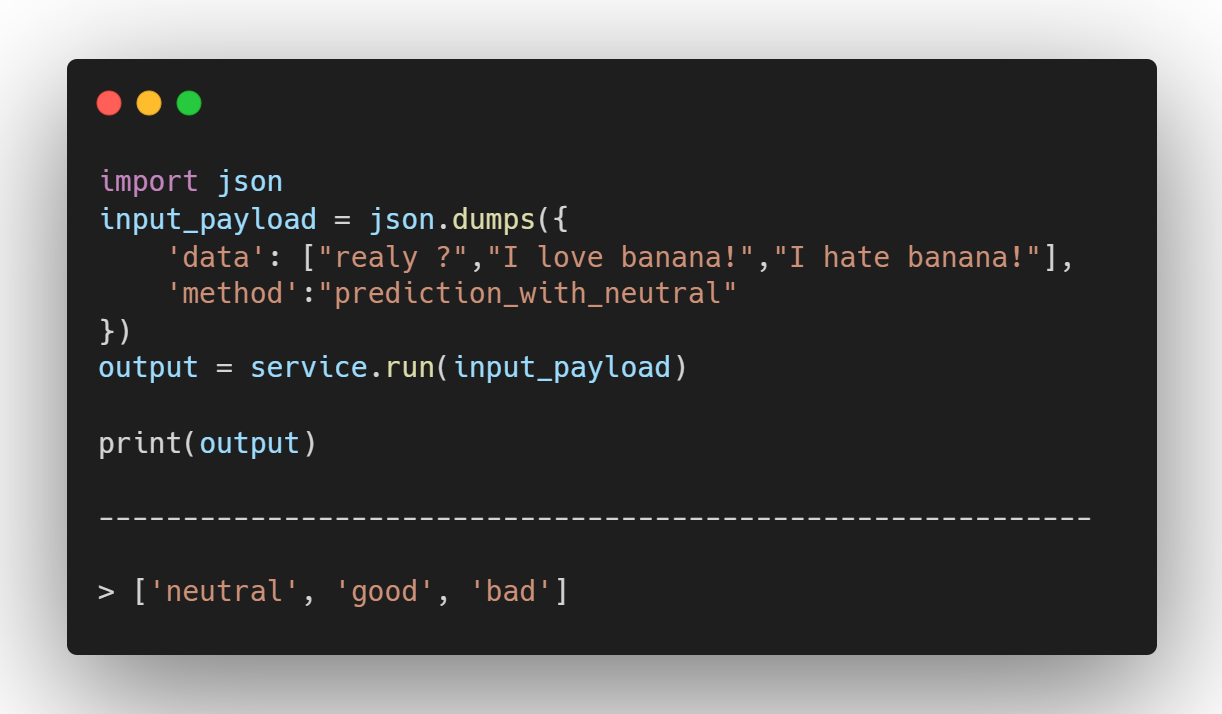 import json
input_payload = json.dumps({
    'data': ["realy ?","I love banana!","I hate banana!"],
    'method':"prediction_with_neutral"
})
output = service.run(input_payload)

print(output)

-----------------------------------------------------------

> ['neutral', 'good', 'bad']